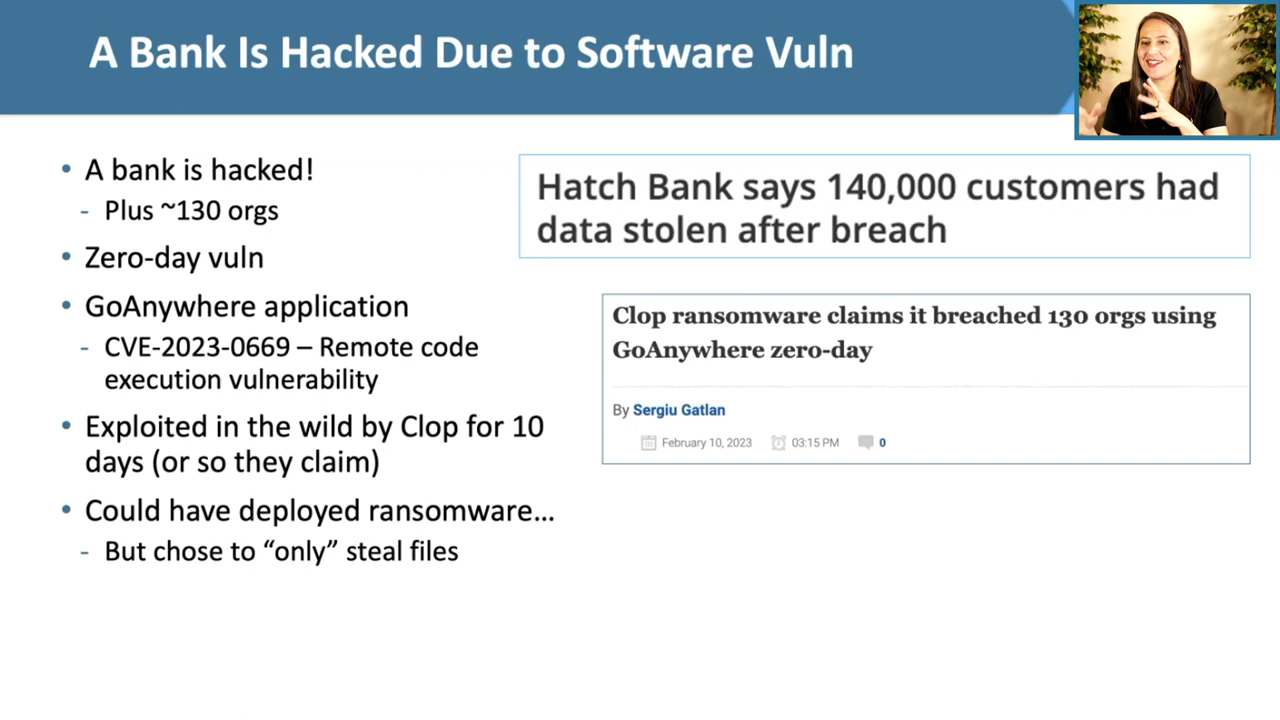 A Bank Is Hacked Due to Software Vuln
• A bank is hacked!
- Plus ~130 orgs
• Zero-day vuln
• GoAnywhere application
- CVE-2023-0669 – Remote code
execution vulnerability
• Exploited in the wild by Clop for 10
days (or so they claim)
• Could have deployed ransomware…
- But chose to “only” steal files
Hatch Bank says 140,000 customers had
data stolen after breach
Clop ransomware claims it breached 130 orgs using
GoAnywhere zero-day
By Sergiu Gatlan
February 10, 2023 03:15 PM 0